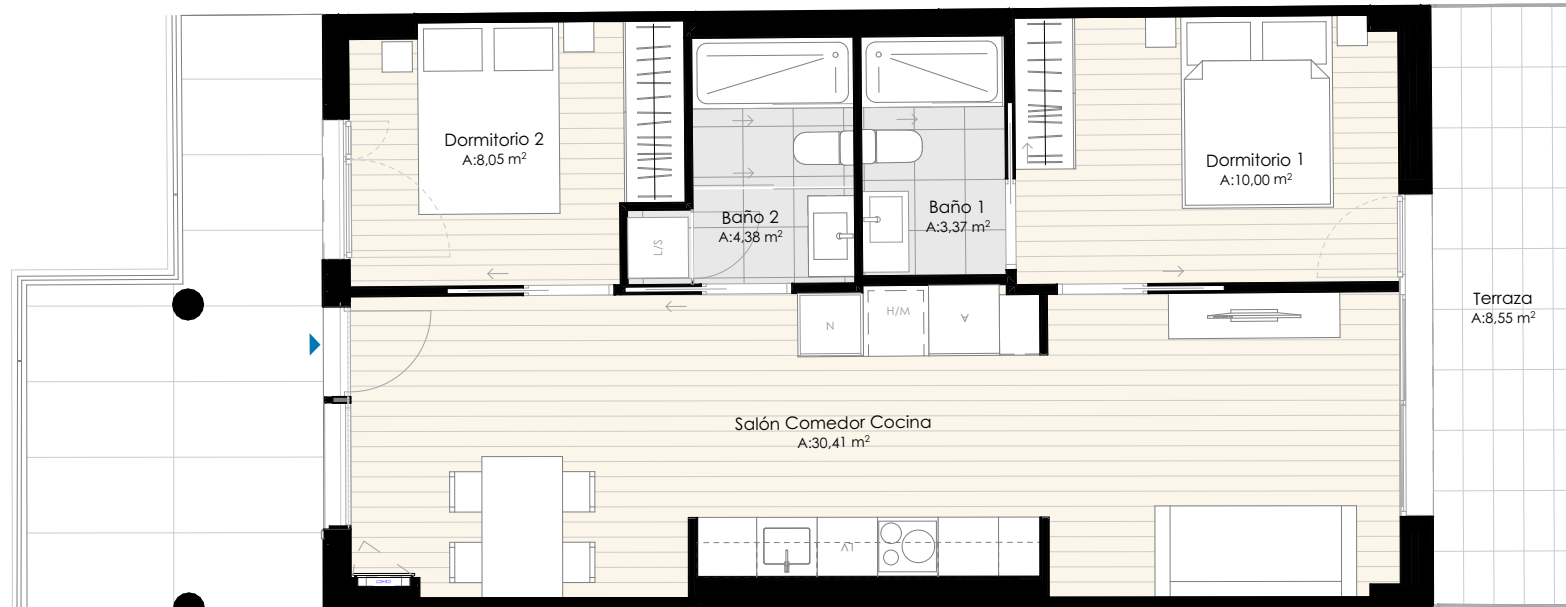 Dormitorio 2
A:8,05 m²
Dormitorio 1
A:10,00 m²
Baño 2
A:4,38 m²
Baño 1
A:3,37 m²
L/S
Terraza
A:8,55 m²
N
H/M
A
Salón Comedor Cocina
A:30,41 m²
LV